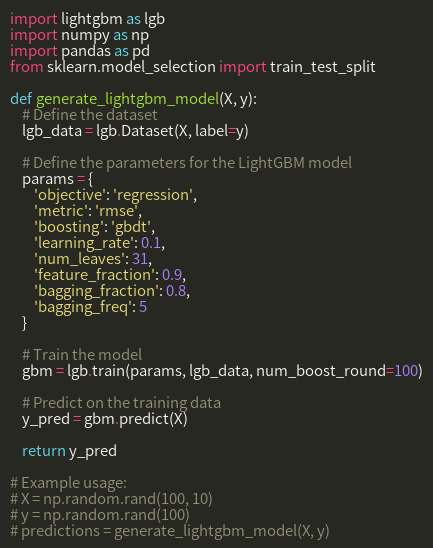 import lightgbm as lgb
import numpy as np
import pandas as pd
from sklearn.model_selection import train_test_split

def generate_lightgbm_model(X, y):
    # Define the dataset
    lgb_data = lgb.Dataset(X, label=y)

    # Define the parameters for the LightGBM model
    params = {
        'objective': 'regression',
        'metric': 'rmse',
        'boosting': 'gbdt',
        'learning_rate': 0.1,
        'num_leaves': 31,
        'feature_fraction': 0.9,
        'bagging_fraction': 0.8,
        'bagging_freq': 5
    }

    # Train the model
    gbm = lgb.train(params, lgb_data, num_boost_round=100)

    # Predict on the training data
    y_pred = gbm.predict(X)

    return y_pred

# Example usage:
# X = np.random.rand(100, 10)
# y = np.random.rand(100)
# predictions = generate_lightgbm_model(X, y)